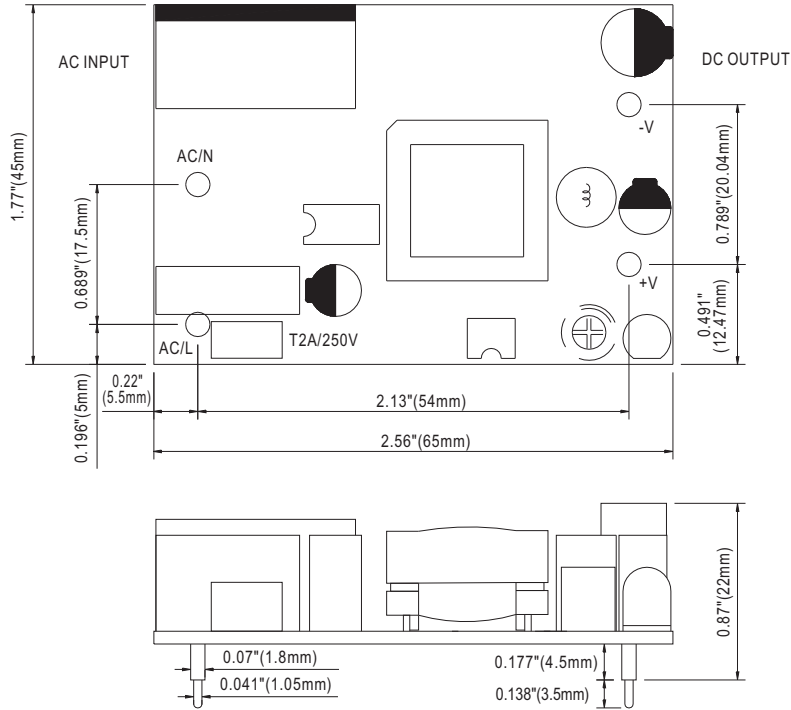 AC INPUT
DC OUTPUT
1.77"(45mm)
-V
AC/N
0.789"(20.04mm)
0.689"(17.5mm)
+V
0.491"
(12.47mm)
AC/L
T2A/250V
0.22"
(5.5mm)
0.196"(5mm)
2.13"(54mm)
2.56"(65mm)
0.87"(22mm)
0.07"(1.8mm)
0.177"(4.5mm)
0.041"(1.05mm)
0.138"(3.5mm)